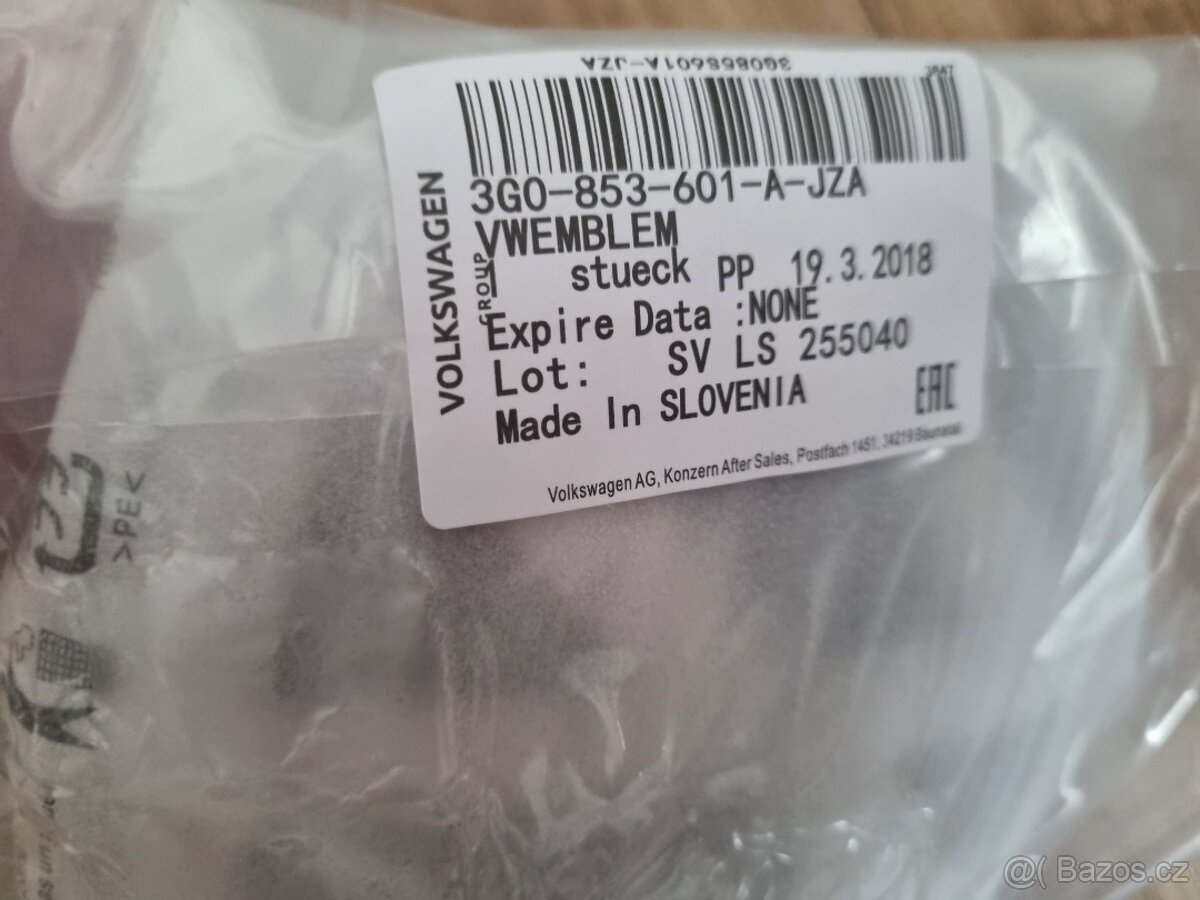 3G0853601A-JZA
3G0-853-601-A-JZA
VWEMBLEM
1 stueck PP 19.3.2018
Expire Data :NONE
Lot: SV LS 255040
Made In SLOVENIA
EAC
Volkswagen AG, Konzern After Sales, Postfach 1451, 34219 Baunatal
VOLKSWAGEN
GROUP
>PE<
@( Bazos.cz